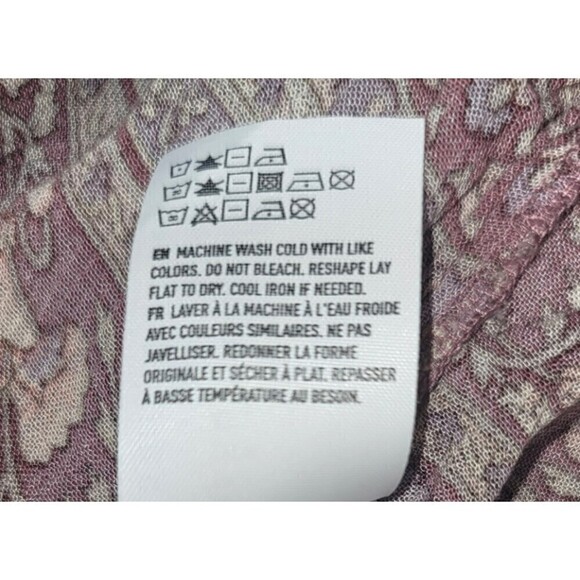 EN MACHINE WASH COLD WITH LIKE
COLORS. DO NOT BLEACH. RESHAPE LAY
FLAT TO DRY. COOL IRON IF NEEDED.
FR LAVER À LA MACHINE À L'EAU FROIDE
AVEC COULEURS SIMILAIRES. NE PAS
JAVELLISER. REDONNER LA FORME
ORIGINALE ET SÉCHER À PLAT. REPASSER
À BASSE TEMPÉRATURE AU BESOIN.